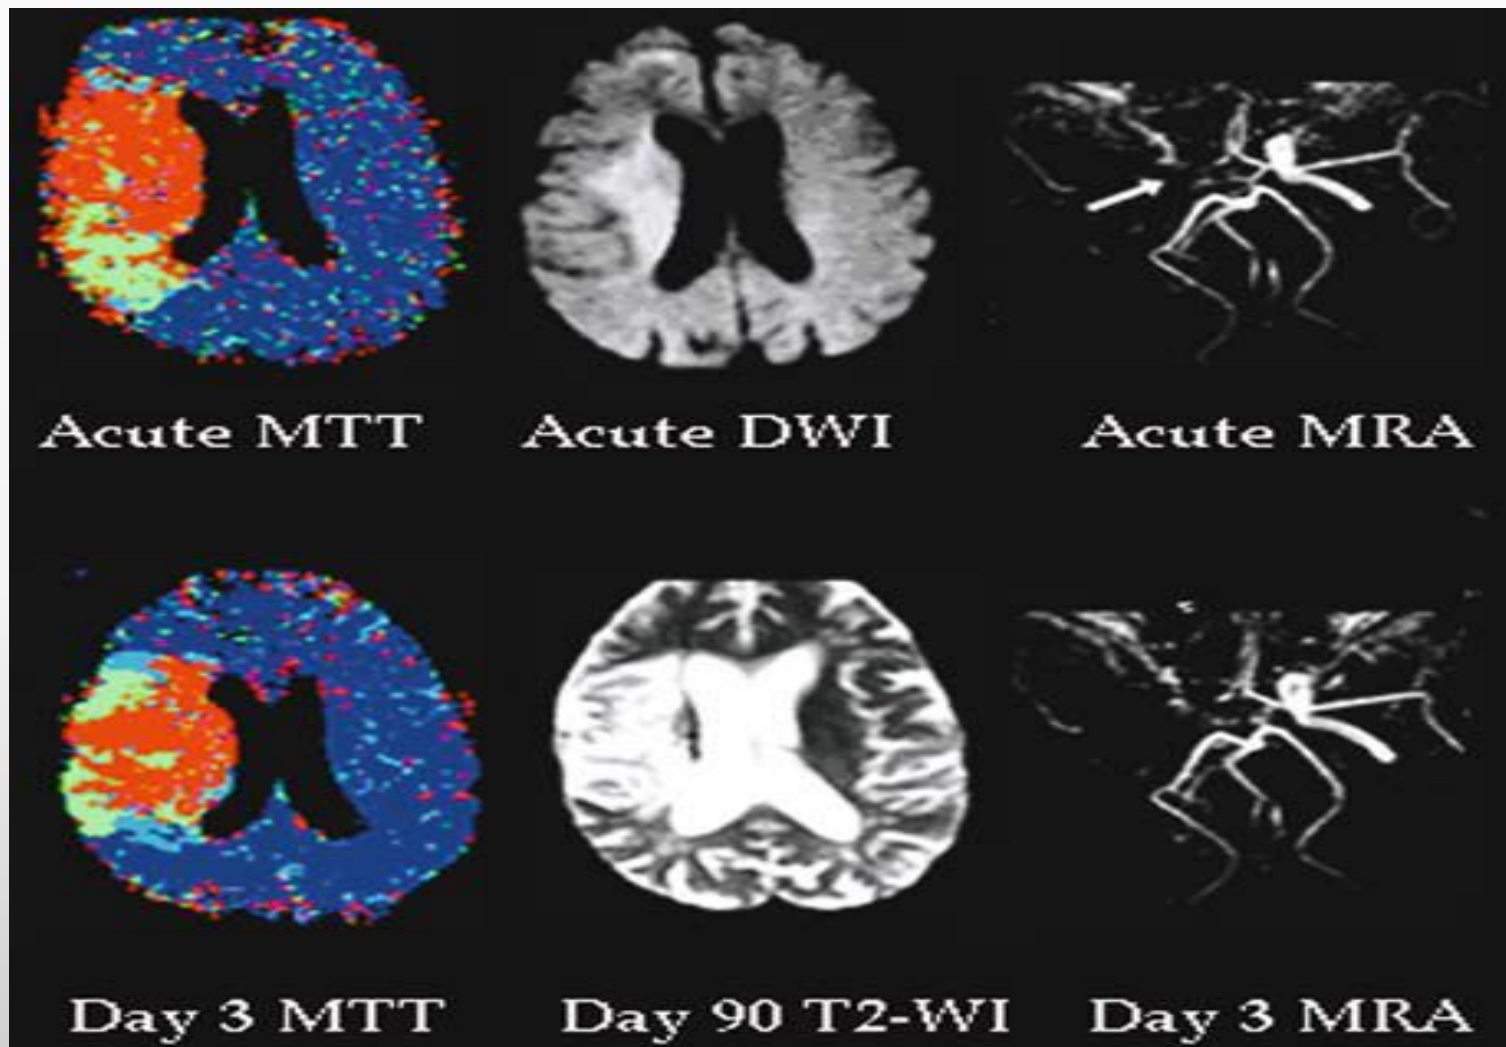 Acute MTT
Acute DWI
Acute MRA
Day 3 MTT
Day 90 T2-WI
Day 3 MRA